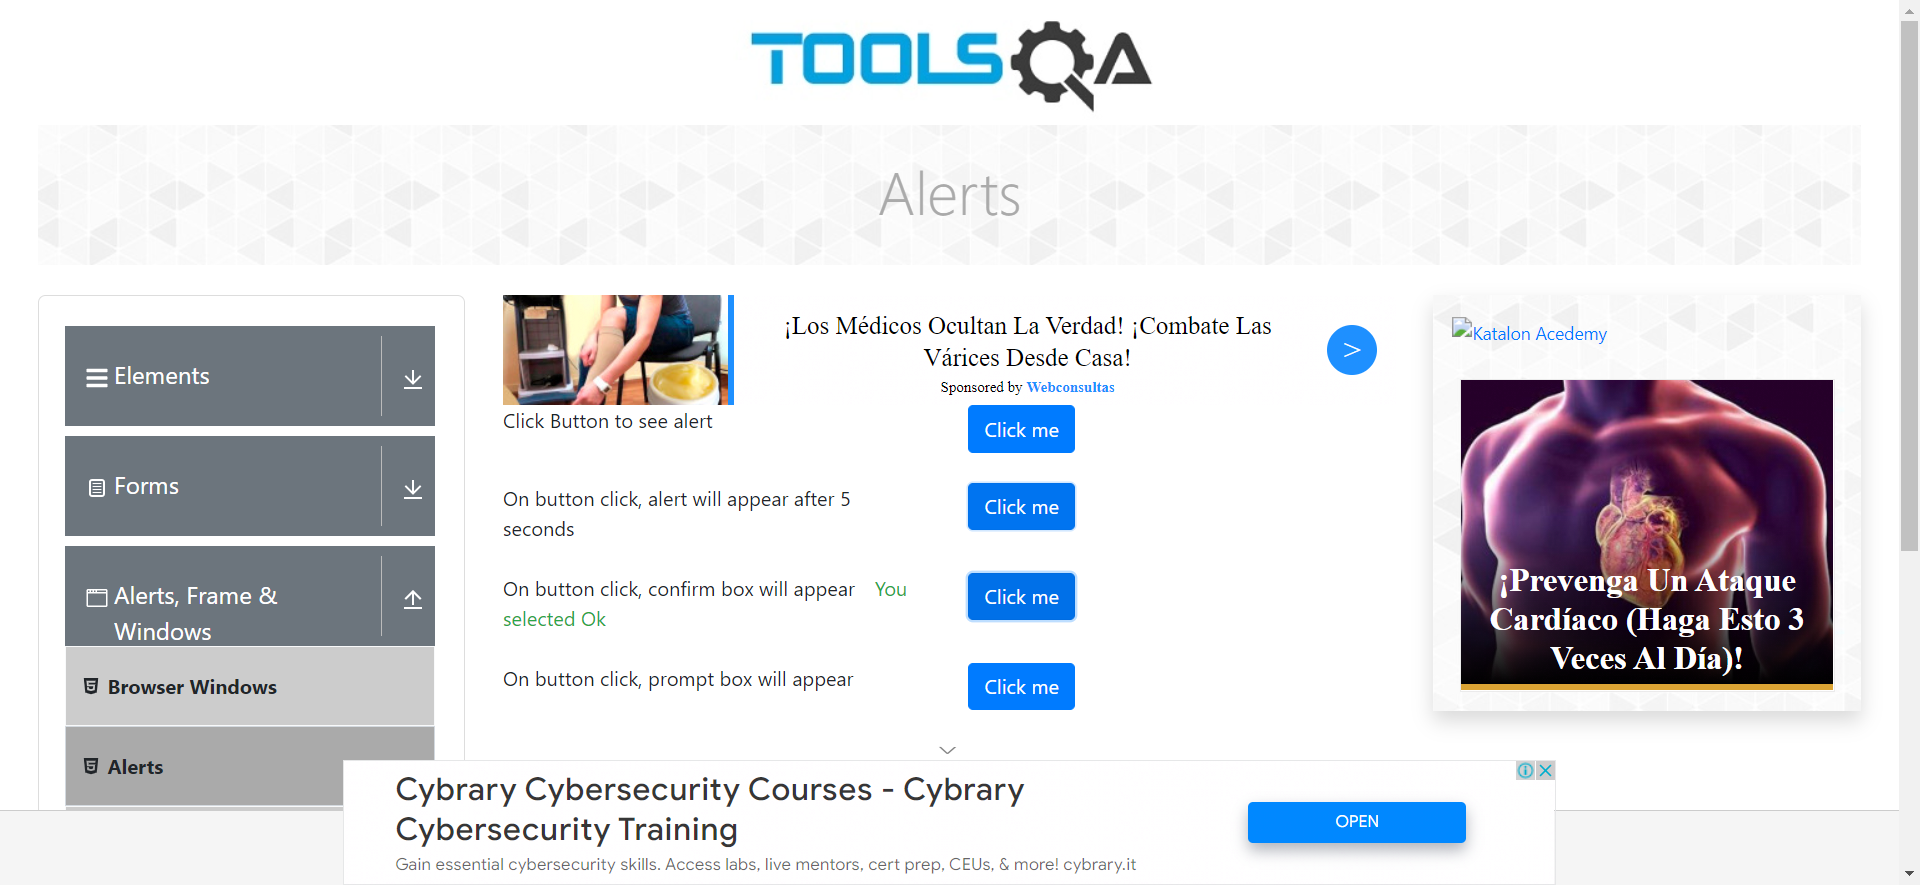 TOOLSQA
Alerts
Elements
Forms
Alerts, Frame &
Windows
Browser Windows
Alerts
¡Los Médicos Ocultan La Verdad! ¡Combate Las
Várices Desde Casa!
Sponsored by Webconsultas
>
Click Button to see alert
Click me
On button click, alert will appear after 5
seconds
Click me
On button click, confirm box will appear You
selected Ok
Click me
On button click, prompt box will appear
Click me
Katalon Acedemy
¡Prevenga Un Ataque
Cardíaco (Haga Esto 3
Veces Al Día)!
Cybrary Cybersecurity Courses - Cybrary
Cybersecurity Training
Gain essential cybersecurity skills. Access labs, live mentors, cert prep, CEUs, & more! cybrary.it
OPEN